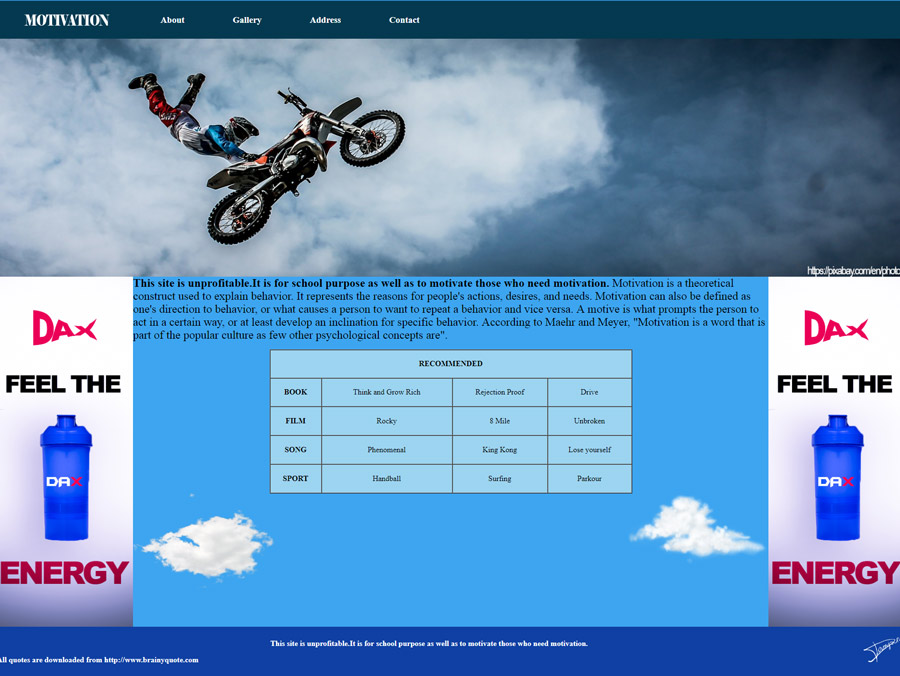 MOTIVATION About Gallery Address Contact
https://pixabay.com/en/photo
This site is unprofitable.It is for school purpose as well as to motivate those who need motivation. Motivation is a theoretical
construct used to explain behavior. It represents the reasons for people's actions, desires, and needs. Motivation can also be defined as
one's direction to behavior, or what causes a person to want to repeat a behavior and vice versa. A motive is what prompts the person to
act in a certain way, or at least develop an inclination for specific behavior. According to Maehr and Meyer, "Motivation is a word that is
part of the popular culture as few other psychological concepts are".
DAX
FEEL THE
DAX
ENERGY
RECOMMENDED
BOOK Think and Grow Rich Rejection Proof Drive
FILM Rocky 8 Mile Unbroken
SONG Phenomenal King Kong Lose yourself
SPORT Handball Surfing Parkour
DAX
FEEL THE
DAX
ENERGY
This site is unprofitable.It is for school purpose as well as to motivate those who need motivation.
All quotes are downloaded from http://www.brainyquote.com